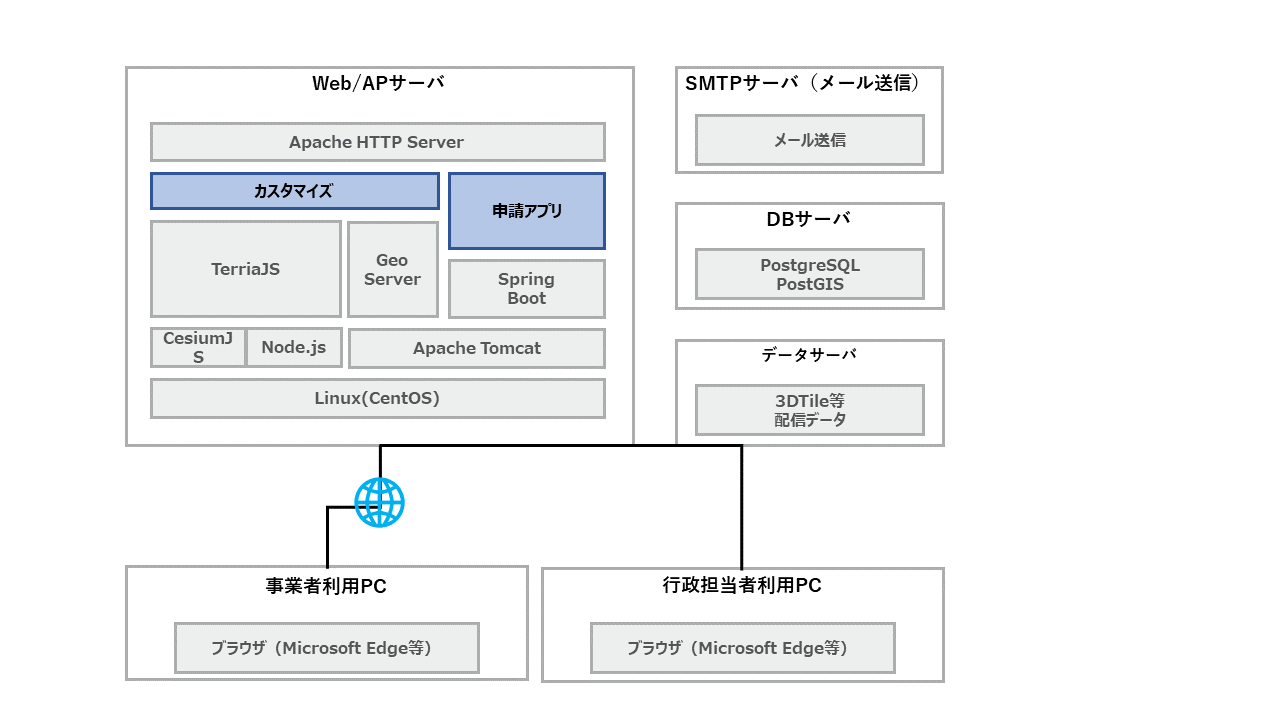 Web/APサーバ
Apache HTTP Server
カスタマイズ
申請アプリ
TerriaJS
Geo
Server
Spring
Boot
CesiumJ
S
Node.js
Apache Tomcat
Linux(CentOS)
SMTPサーバ（メール送信）
メール送信
DBサーバ
PostgreSQL
PostGIS
データサーバ
3DTile等
配信データ
事業者利用PC
ブラウザ（Microsoft Edge等）
行政担当者利用PC
ブラウザ（Microsoft Edge等）